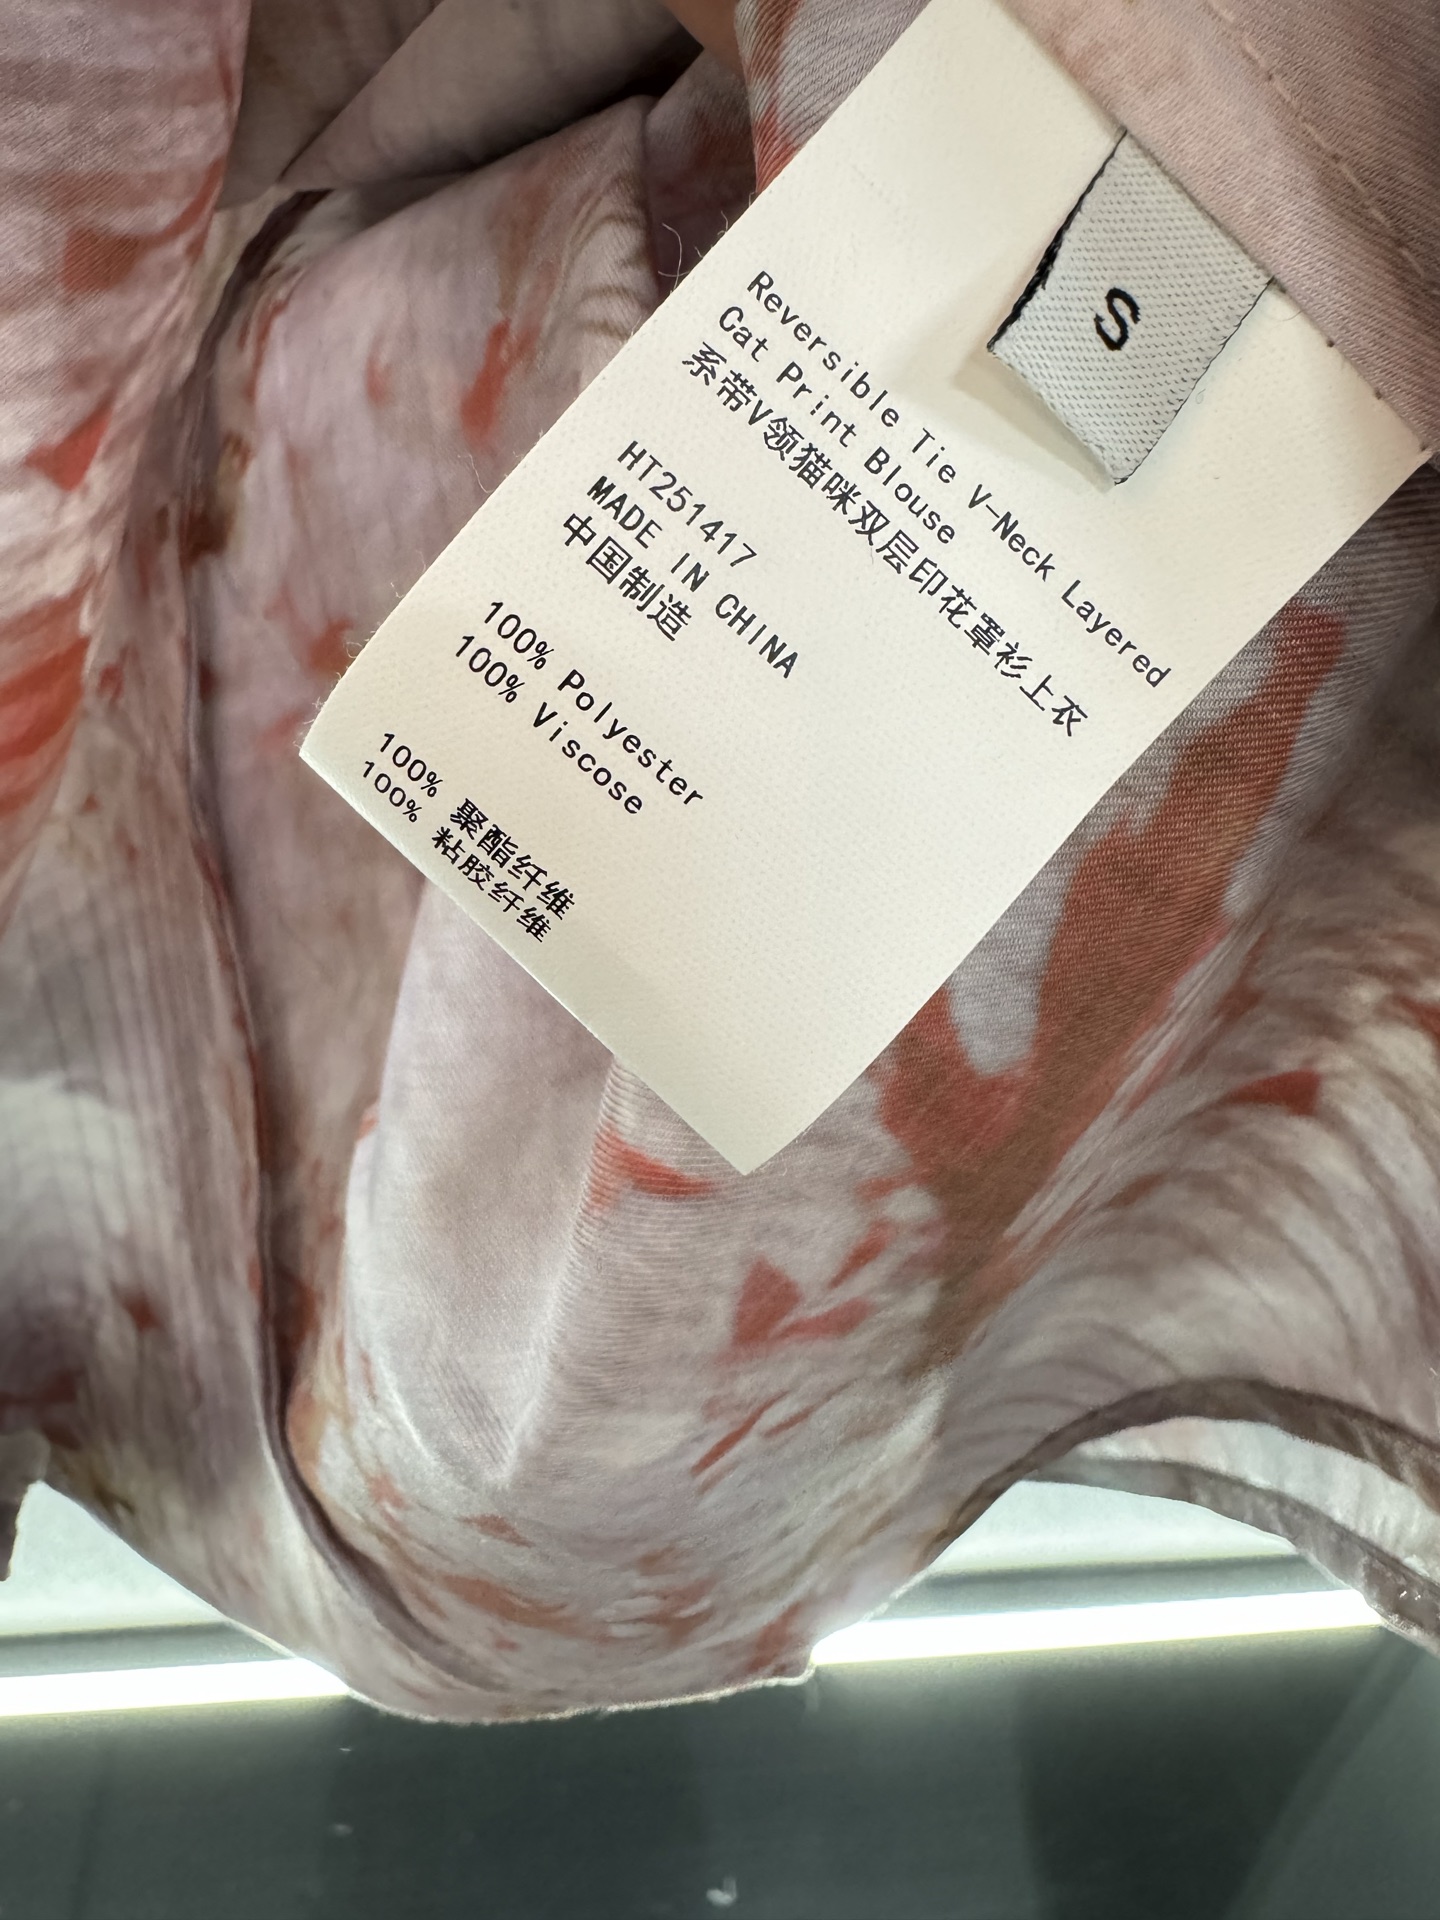 S
Reversible Tie V-Neck Layered
Cat Print Blouse
系带V领猫咪双层印花罩衫上衣
HT251417
MADE IN CHINA
中国制造
100% Polyester
100% Viscose
100% 聚酯纤维
100% 粘胶纤维